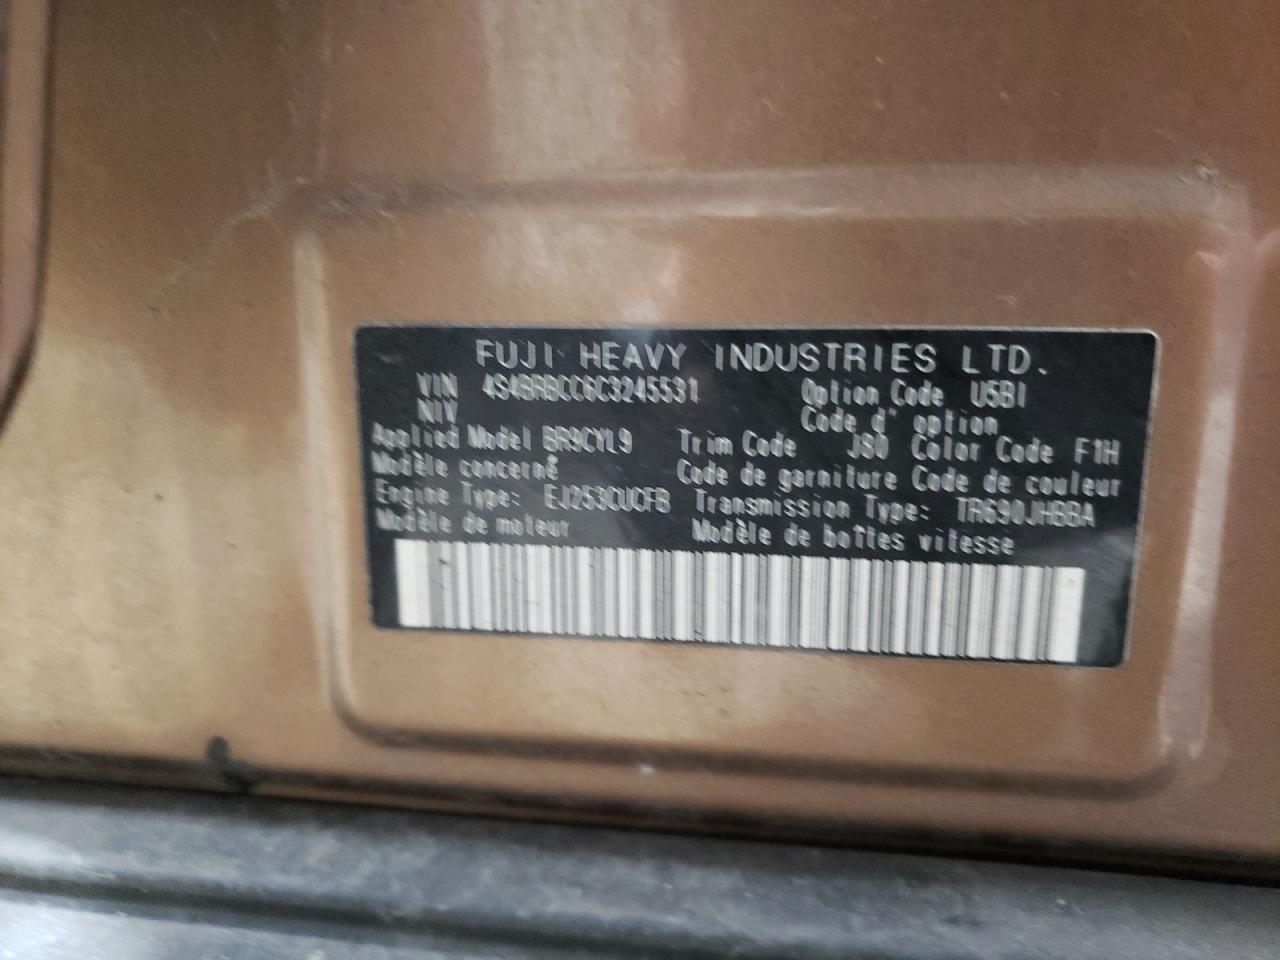 FUJI HEAVY INDUSTRIES LTD.
VIN 4S4BRBCC6C3245531 Option Code U5BI
NIV Code d' option
Applied Model BR9CYL9 Trim Code J80 Color Code F1H
Modèle concerné Code de garniture Code de couleur
Engine Type: EJ253CUCFB Transmission Type: TR690JHBBA
Modèle de moteur Modèle de boîtes vitesse